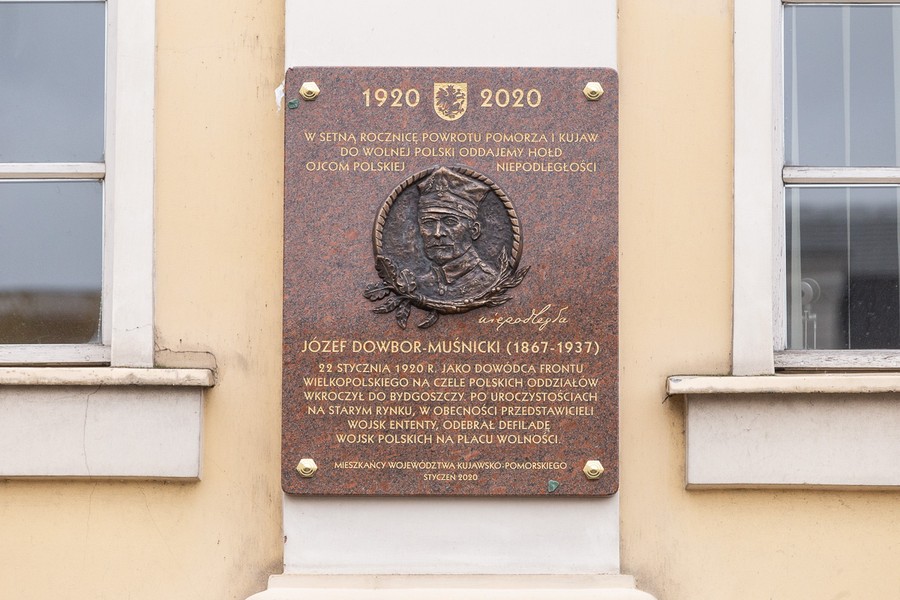 1920 2020
W SETNĄ ROCZNICĘ POWROTU POMORZA I KUJAW
DO WOLNEJ POLSKI ODDAJEMY HOŁD
OJCOM POLSKIEJ NIEPODLEGŁOŚCI
niepodległa
JÓZEF DOWBOR-MUŚNICKI (1867-1937)
22 STYCZNIA 1920 R. JAKO DOWÓDCA FRONTU
WIELKOPOLSKIEGO NA CZELE POLSKICH ODDZIAŁÓW
WKROCZYŁ DO BYDGOSZCZY. PO UROCZYSTOŚCIACH
NA STARYM RYNKU, W OBECNOŚCI PRZEDSTAWICIELI
WOJSK ENTENTY, ODEBRAŁ DEFILADĘ
WOJSK POLSKICH NA PLACU WOLNOŚCI.
MIESZKAŃCY WOJEWÓDZTWA KUJAWSKO-POMORSKIEGO
STYCZEŃ 2020